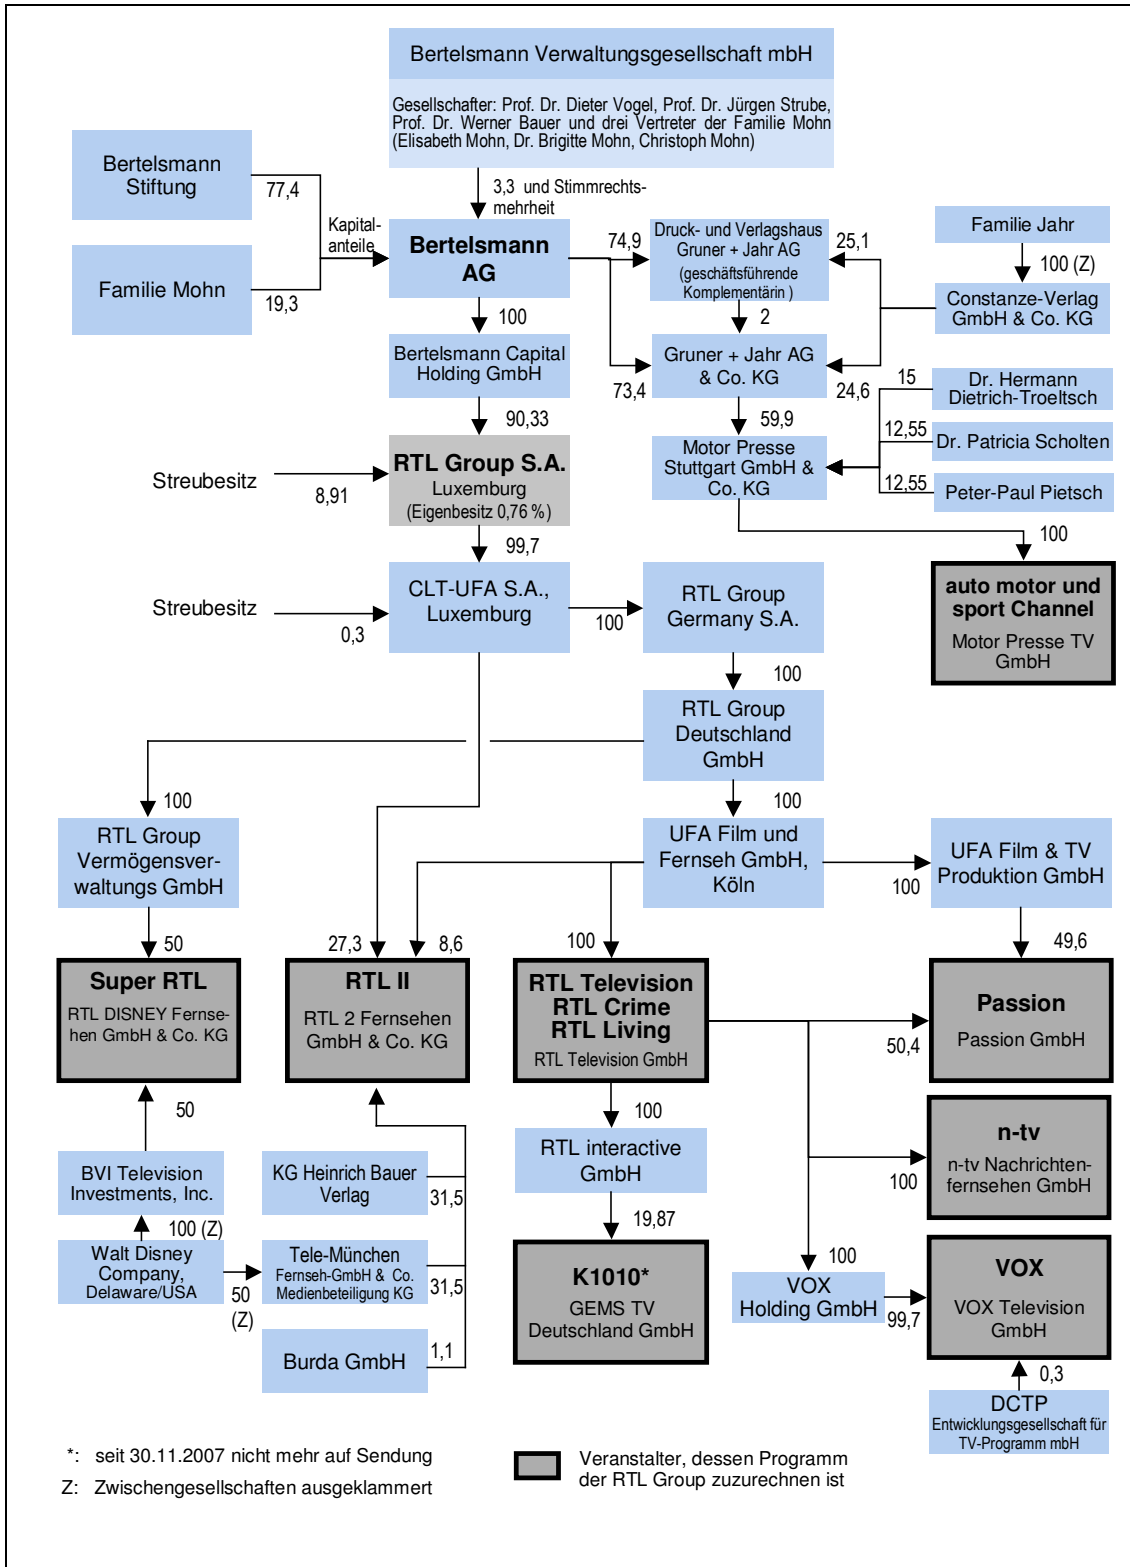 Bertelsmann Verwaltungsgesellschaft mbH
Gesellschafter: Prof. Dr. Dieter Vogel, Prof. Dr. Jürgen Strube,
Prof. Dr. Werner Bauer und drei Vertreter der Familie Mohn
(Elisabeth Mohn, Dr. Brigitte Mohn, Christoph Mohn)
Bertelsmann
Stiftung
77,4
3,3 und Stimmrechts-
mehrheit
Kapital-
anteile
Familie Mohn
19,3
Bertelsmann
AG
74,9
Druck- und Verlagshaus
Gruner + Jahr AG
(geschäftsführende
Komplementärin )
25,1
Familie Jahr
100 (Z)
Constanze-Verlag
GmbH & Co. KG
100
2
Bertelsmann Capital
Holding GmbH
73,4
Gruner + Jahr AG
& Co. KG
24,6
15
Dr. Hermann
Dietrich-Troeltsch
90,33
59,9
12,55
Dr. Patricia Scholten
Streubesitz
8,91
RTL Group S.A.
Luxemburg
(Eigenbesitz 0,76 %)
Motor Presse
Stuttgart GmbH &
Co. KG
12,55
Peter-Paul Pietsch
99,7
100
Streubesitz
0,3
CLT-UFA S.A.,
Luxemburg
100
RTL Group
Germany S.A.
auto motor und
sport Channel
Motor Presse TV
GmbH
100
RTL Group
Deutschland
GmbH
100
100
RTL Group
Vermögensver-
waltungs GmbH
UFA Film und
Fernseh GmbH,
Köln
100
UFA Film & TV
Produktion GmbH
50
27,3
8,6
100
49,6
Super RTL
RTL DISNEY Fernse-
hen GmbH & Co. KG
RTL II
RTL 2 Fernsehen
GmbH & Co. KG
RTL Television
RTL Crime
RTL Living
RTL Television GmbH
50,4
Passion
Passion GmbH
50
100
BVI Television
Investments, Inc.
KG Heinrich Bauer
Verlag
31,5
RTL interactive
GmbH
100
n-tv
n-tv Nachrichten-
fernsehen GmbH
100 (Z)
19,87
Walt Disney
Company,
Delaware/USA
50
(Z)
Tele-München
Fernseh-GmbH & Co.
Medienbeteiligung KG
31,5
K1010*
GEMS TV
Deutschland GmbH
100
VOX
Holding GmbH
99,7
VOX
VOX Television
GmbH
Burda GmbH
1,1
0,3
DCTP
Entwicklungsgesellschaft für
TV-Programm mbH
*: seit 30.11.2007 nicht mehr auf Sendung
Z: Zwischengesellschaften ausgeklammert
Veranstalter, dessen Programm
der RTL Group zuzurechnen ist